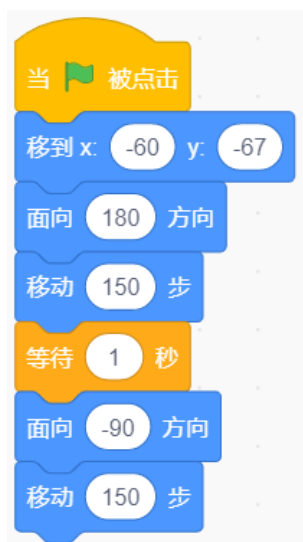 当 被点击
移到 x: -60 y: -67
面向 180 方向
移动 150 步
等待 1 秒
面向 -90 方向
移动 150 步